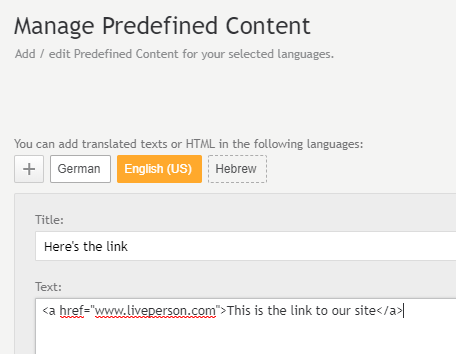 Manage Predefined Content
Add / edit Predefined Content for your selected languages.
You can add translated texts or HTML in the following languages:
+ German English (US) Hebrew
Title:
Here's the link
Text:
<a href="www.liveperson.com">This is the link to our site</a>